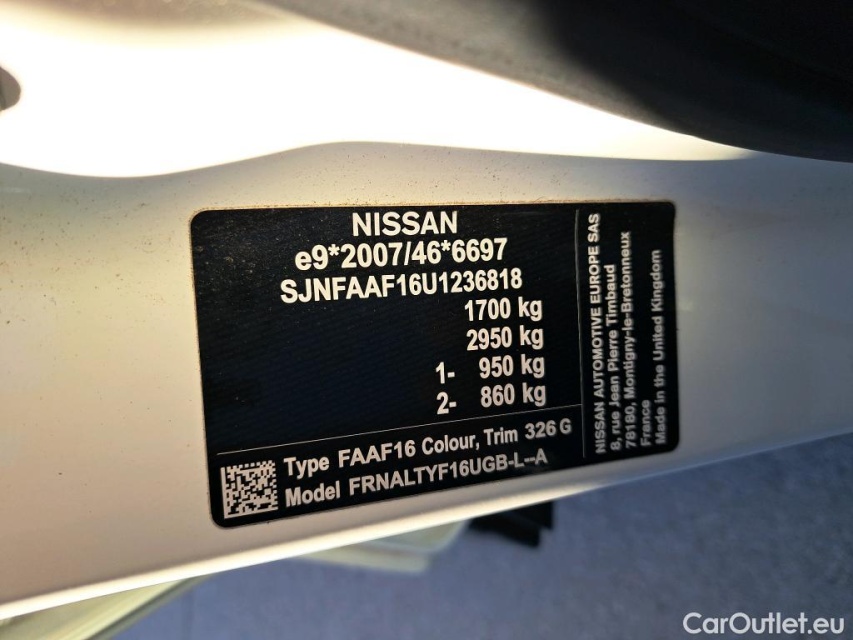 NISSAN
e9*2007/46*6697
SJNFAAF16U1236818
1700 kg
2950 kg
1- 950 kg
2- 860 kg
Type FAAF16 Colour, Trim 326 G
Model FRNALTYF16UGB-L--A
NISSAN AUTOMOTIVE EUROPE SAS
8, rue Jean Pierre Timbaud
78180, Montigny-le-Bretonneux
France
Made in the United Kingdom
CarOutlet.eu